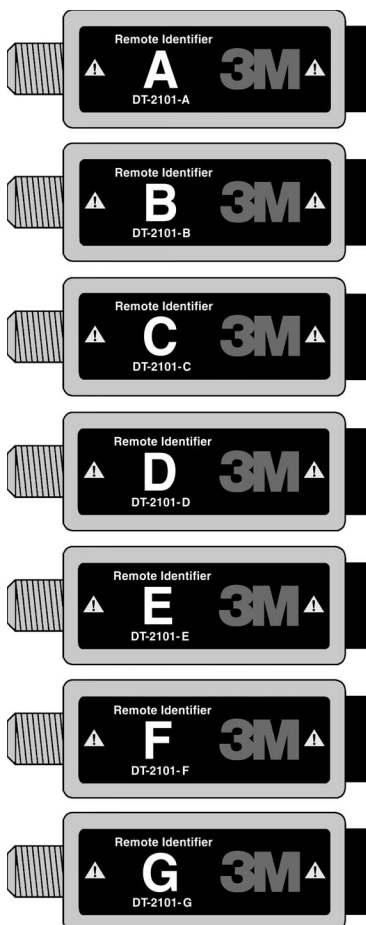 Remote Identifier
A
DT-2101-A
3M
Remote Identifier
B
DT-2101-B
3M
Remote Identifier
C
DT-2101-C
3M
Remote Identifier
D
DT-2101-D
3M
Remote Identifier
E
DT-2101-E
3M
Remote Identifier
F
DT-2101-F
3M
Remote Identifier
G
DT-2101-G
3M